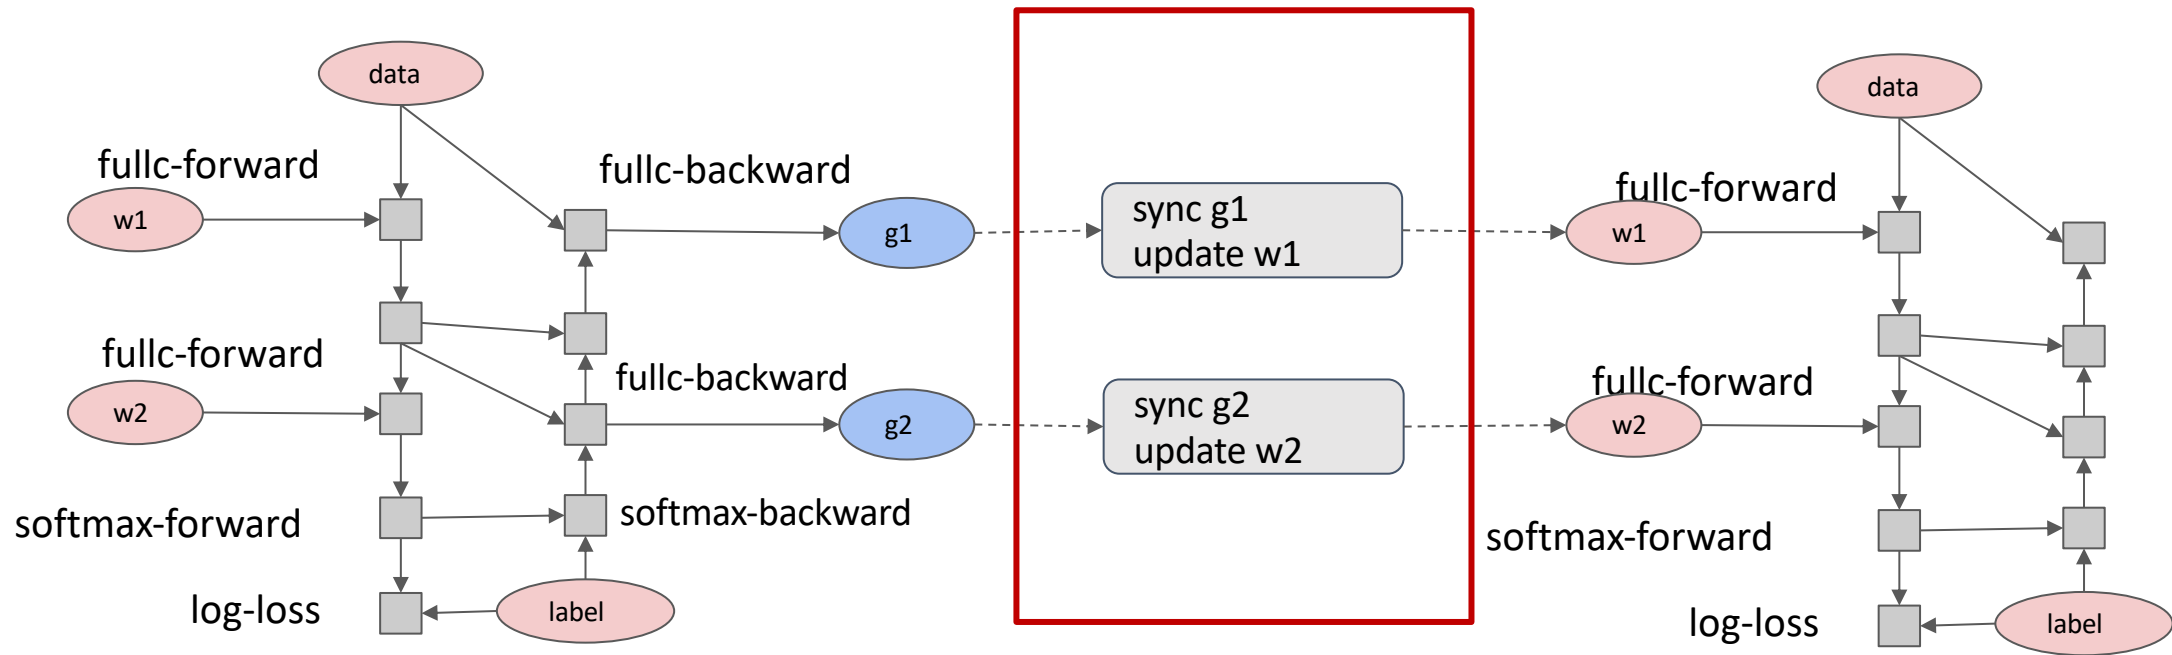 data
fullc-forward
w1
fullc-backward
g1
sync g1
update w1
fullc-forward
w2
fullc-backward
g2
sync g2
update w2
softmax-forward
softmax-backward
log-loss
label
data
fullc-forward
w1
fullc-forward
w2
softmax-forward
log-loss
label